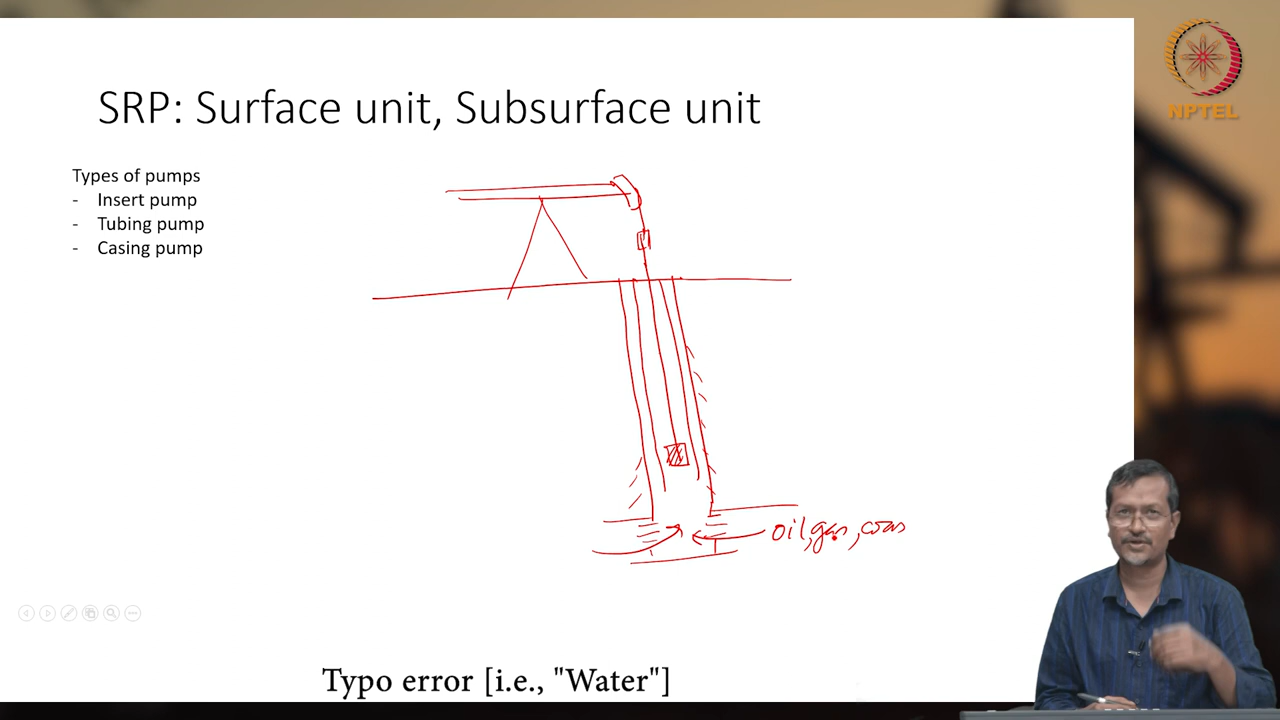 SRP: Surface unit, Subsurface unit
NPTEL
Types of pumps
- Insert pump
- Tubing pump
- Casing pump
oil, gas,
Typo error [i.e., "Water"]